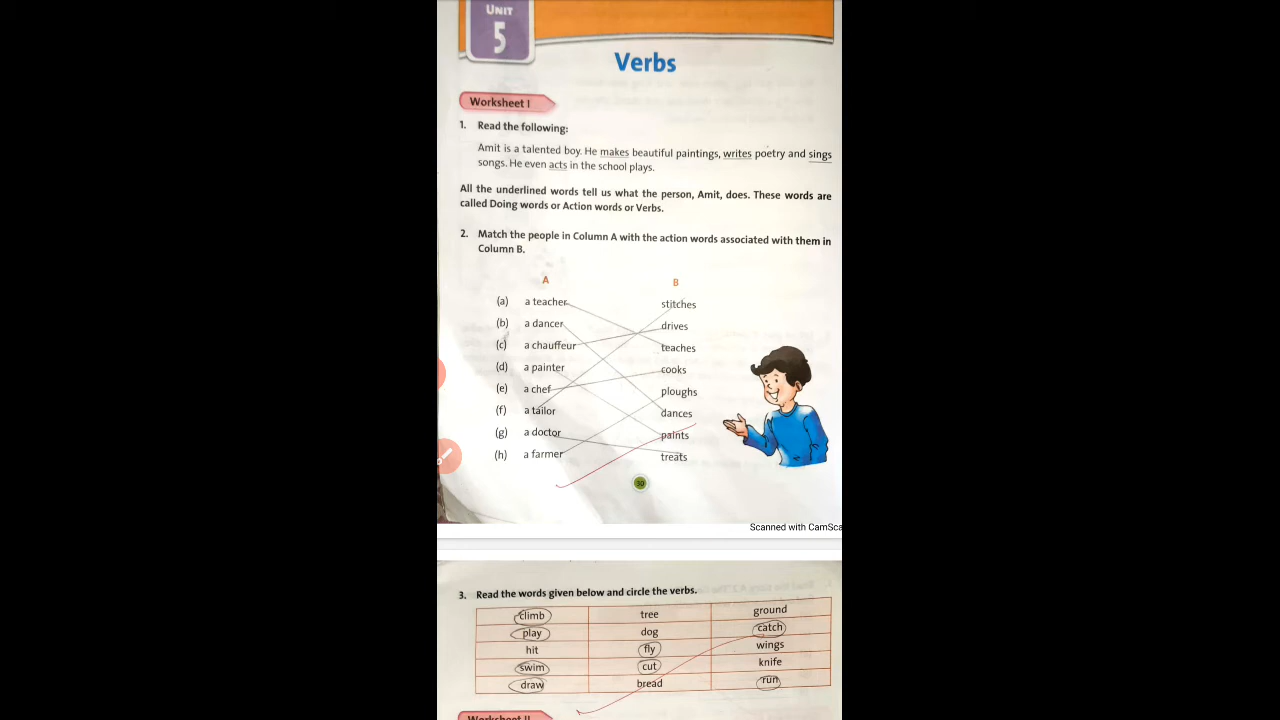 UNIT
5
Verbs
Worksheet I
1. Read the following:
Amit is a talented boy. He makes beautiful paintings, writes poetry and sings
songs. He even acts in the school plays.
All the underlined words tell us what the person, Amit, does. These words are
called Doing words or Action words or Verbs.
2. Match the people in Column A with the action words associated with them in
Column B.
A B
(a) a teacher stitches
(b) a dancer drives
(c) a chauffeur teaches
(d) a painter cooks
(e) a chef ploughs
(f) a tailor dances
(g) a doctor paints
(h) a farmer treats
30
Scanned with CamSca
3. Read the words given below and circle the verbs.
climb tree ground
play dog catch
hit fly wings
swim cut knife
draw bread run
Worksheet II